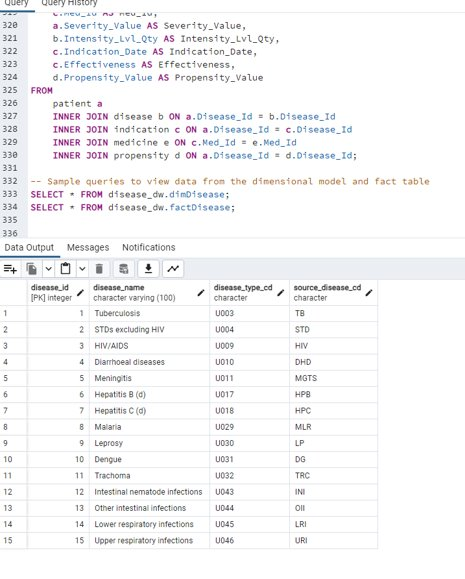 Query Query History
c.Med_Id AS Med_Id,
320 a.Severity_Value AS Severity_Value,
321 b.Intensity_Lvl_Qty AS Intensity_Lvl_Qty,
322 c.Indication_Date AS Indication_Date,
323 c.Effectiveness AS Effectiveness,
324 d.Propensity_Value AS Propensity_Value
325 FROM
326 patient a
327 INNER JOIN disease b ON a.Disease_Id = b.Disease_Id
328 INNER JOIN indication c ON a.Disease_Id = c.Disease_Id
329 INNER JOIN medicine e ON c.Med_Id = e.Med_Id
330 INNER JOIN propensity d ON a.Disease_Id = d.Disease_Id;
331
332 -- Sample queries to view data from the dimensional model and fact table
333 SELECT * FROM disease_dw.dimDisease;
334 SELECT * FROM disease_dw.factDisease;
335
336
Data Output Messages Notifications
disease_id disease_name disease_type_cd source_disease_cd
[PK] integer character varying (100) character character
1 1 Tuberculosis U003 TB
2 2 STDs excluding HIV U004 STD
3 3 HIV/AIDS U009 HIV
4 4 Diarrhoeal diseases U010 DHD
5 5 Meningitis U011 MGTS
6 6 Hepatitis B (d) U017 HPB
7 7 Hepatitis C (d) U018 HPC
8 8 Malaria U029 MLR
9 9 Leprosy U030 LP
10 10 Dengue U031 DG
11 11 Trachoma U032 TRC
12 12 Intestinal nematode infections U043 INI
13 13 Other intestinal infections U044 OII
14 14 Lower respiratory infections U045 LRI
15 15 Upper respiratory infections U046 URI